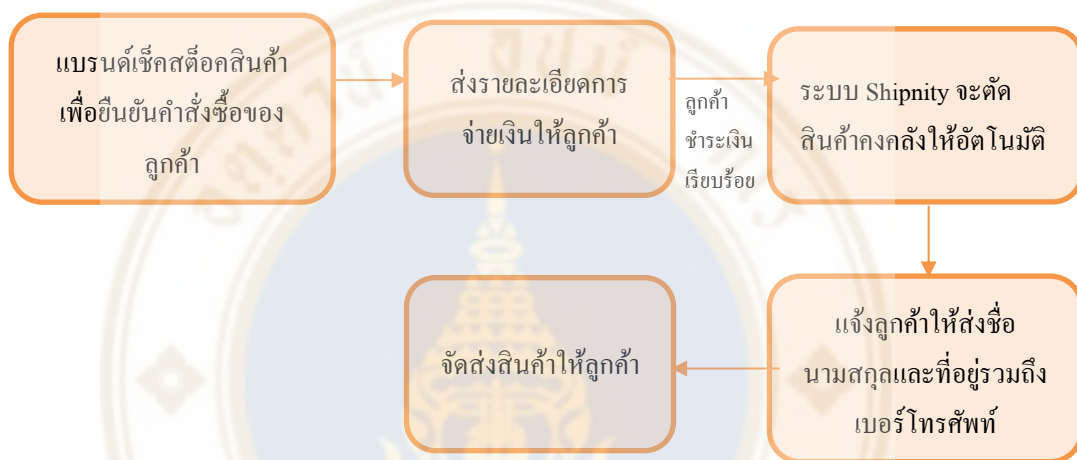 แบรนด์เช็คสต็อคสินค้า
เพื่อยืนยันคำสั่งซื้อของ
ลูกค้า
ส่งรายละเอียดการ
จ่ายเงินให้ลูกค้า
ลูกค้า
ชำระเงิน
เรียบร้อย
ระบบ Shipnity จะตัด
สินค้าคงคลังให้อัตโนมัติ
แจ้งลูกค้าให้ส่งชื่อ
นามสกุลและที่อยู่รวมถึง
เบอร์โทรศัพท์
จัดส่งสินค้าให้ลูกค้า